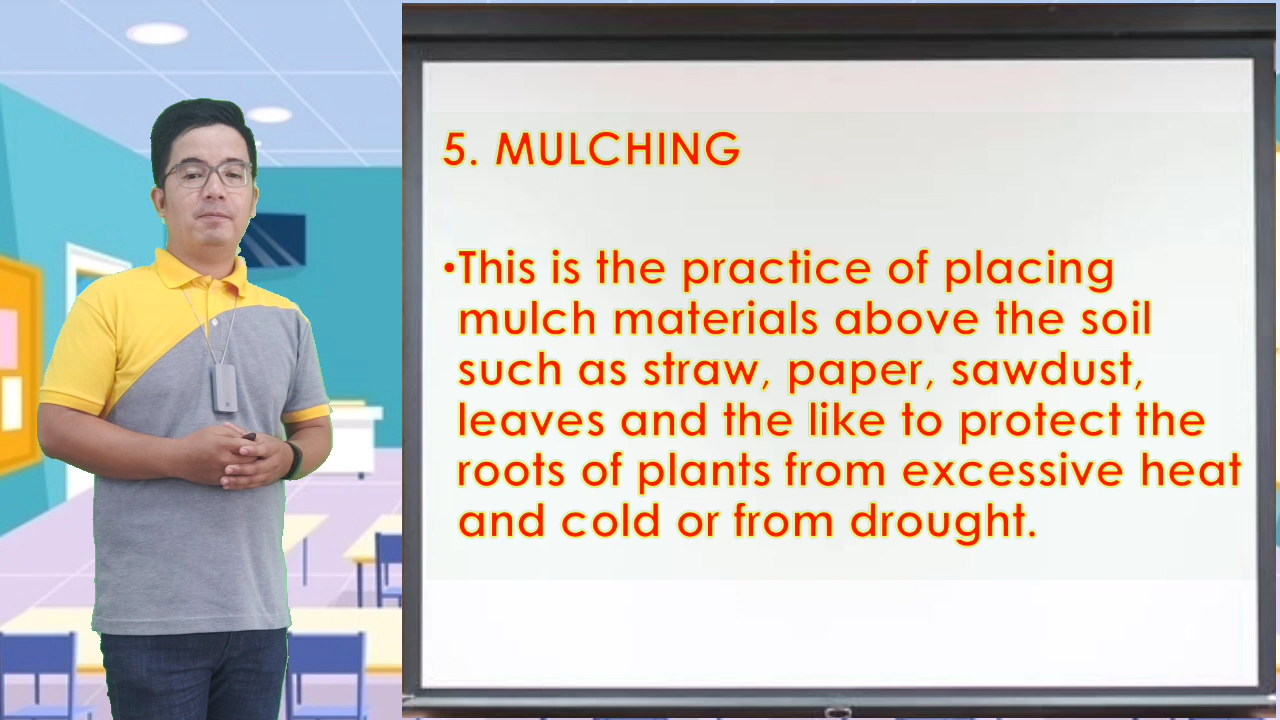 5. MULCHING
•This is the practice of placing
mulch materials above the soil
such as straw, paper, sawdust,
leaves and the like to protect the
roots of plants from excessive heat
and cold or from drought.